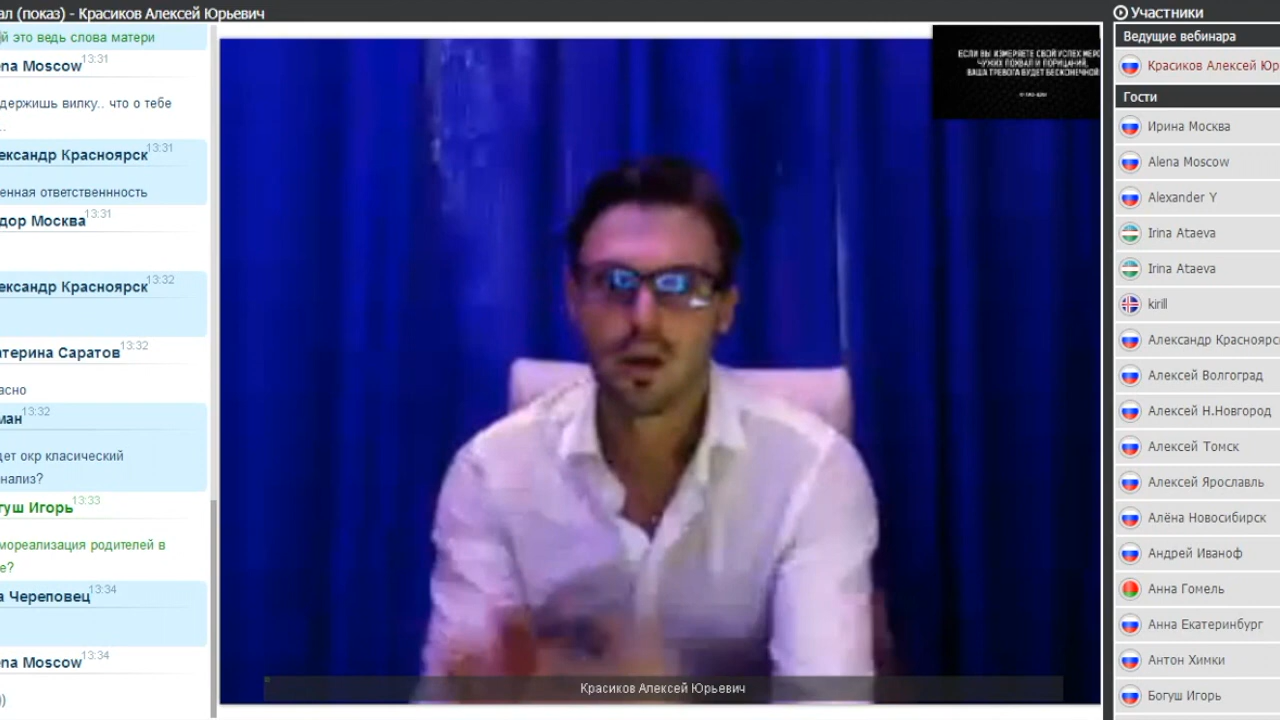 ал (показ) - Красиков Алексей Юрьевич
й это ведь слова матери
ena Moscow 13:31
держишь вилку.. что о тебе
..
ександр Красноярск 13:31
енная ответственнность
дор Москва 13:31
ександр Красноярск 13:32
атерина Саратов 13:32
асно
ман 13:32
дет окр класический
нализ?
гуш Игорь 13:33
мореализация родителей в
е?
а Череповец 13:34
ena Moscow 13:34
))
ЕСЛИ ВЫ ИЗМЕРЯЕТЕ СВОЙ УСПЕХ МЕРО
ЧУЖИХ ПОХВАЛ И ПОРИЦАНИЙ,
ВАША ТРЕВОГА БУДЕТ БЕСКОНЕЧНОЙ
Красиков Алексей Юрьевич
Участники
Ведущие вебинара
Красиков Алексей Юр
Гости
Ирина Москва
Alena Moscow
Alexander Y
Irina Ataeva
Irina Ataeva
kirill
Александр Красноярс
Алексей Волгоград
Алексей Н.Новгород
Алексей Томск
Алексей Ярославль
Алёна Новосибирск
Андрей Иваноф
Анна Гомель
Анна Екатеринбург
Антон Химки
Богуш Игорь